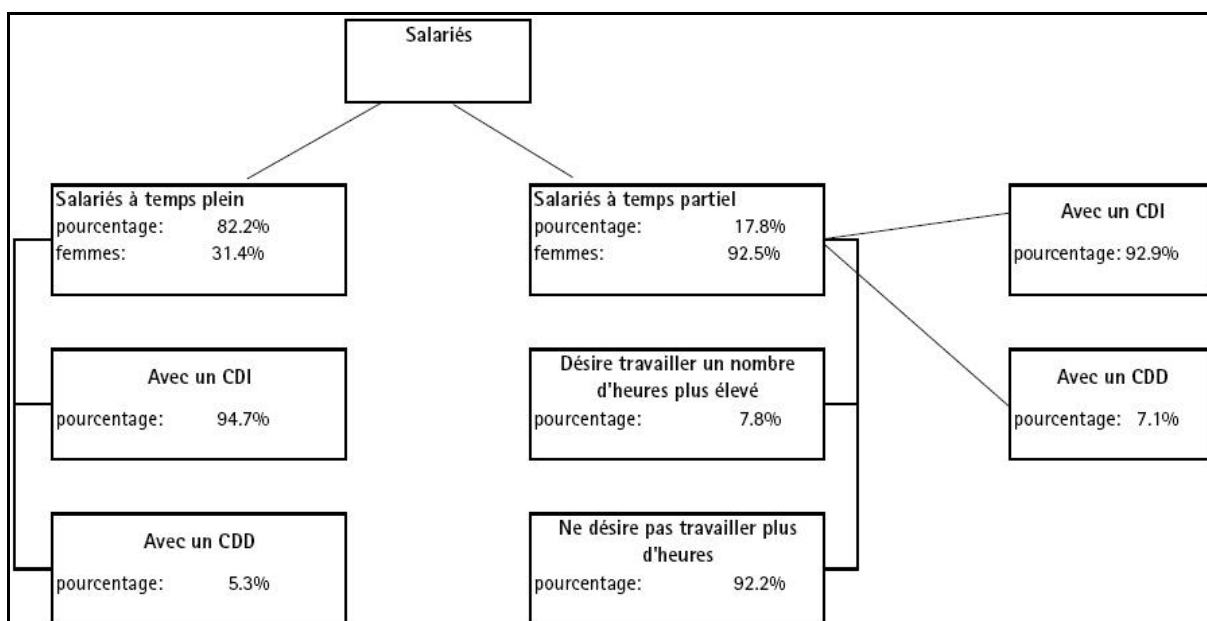 Salariés
Salariés à temps plein
pourcentage: 82.2%
femmes: 31.4%
Salariés à temps partiel
pourcentage: 17.8%
femmes: 92.5%
Avec un CDI
pourcentage: 92.9%
Avec un CDI
pourcentage: 94.7%
Désire travailler un nombre
d'heures plus élevé
pourcentage: 7.8%
Avec un CDD
pourcentage: 7.1%
Avec un CDD
pourcentage: 5.3%
Ne désire pas travailler plus
d'heures
pourcentage: 92.2%